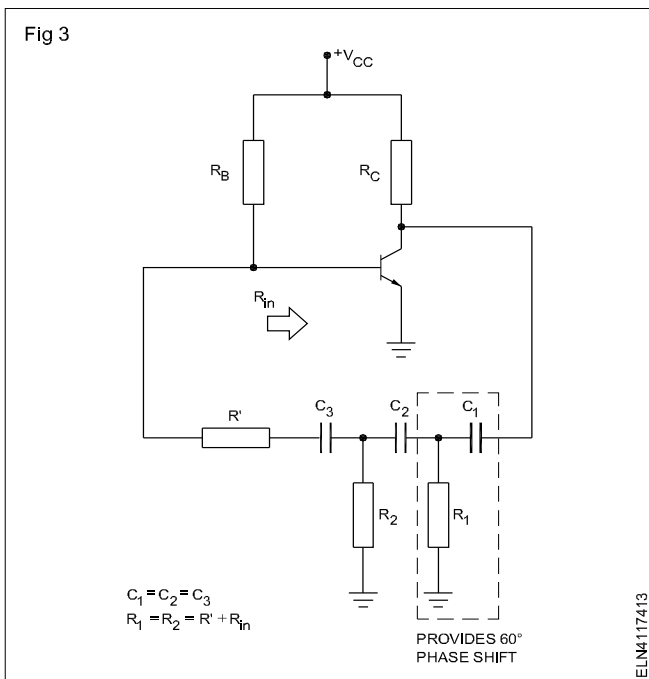 Fig 3
+VCC
RB
RC
Rin
R'
C3
C2
C1
R2
R1
C1 = C2 = C3
R1 = R2 = R' + Rin
PROVIDES 60°
PHASE SHIFT
ELN4117413